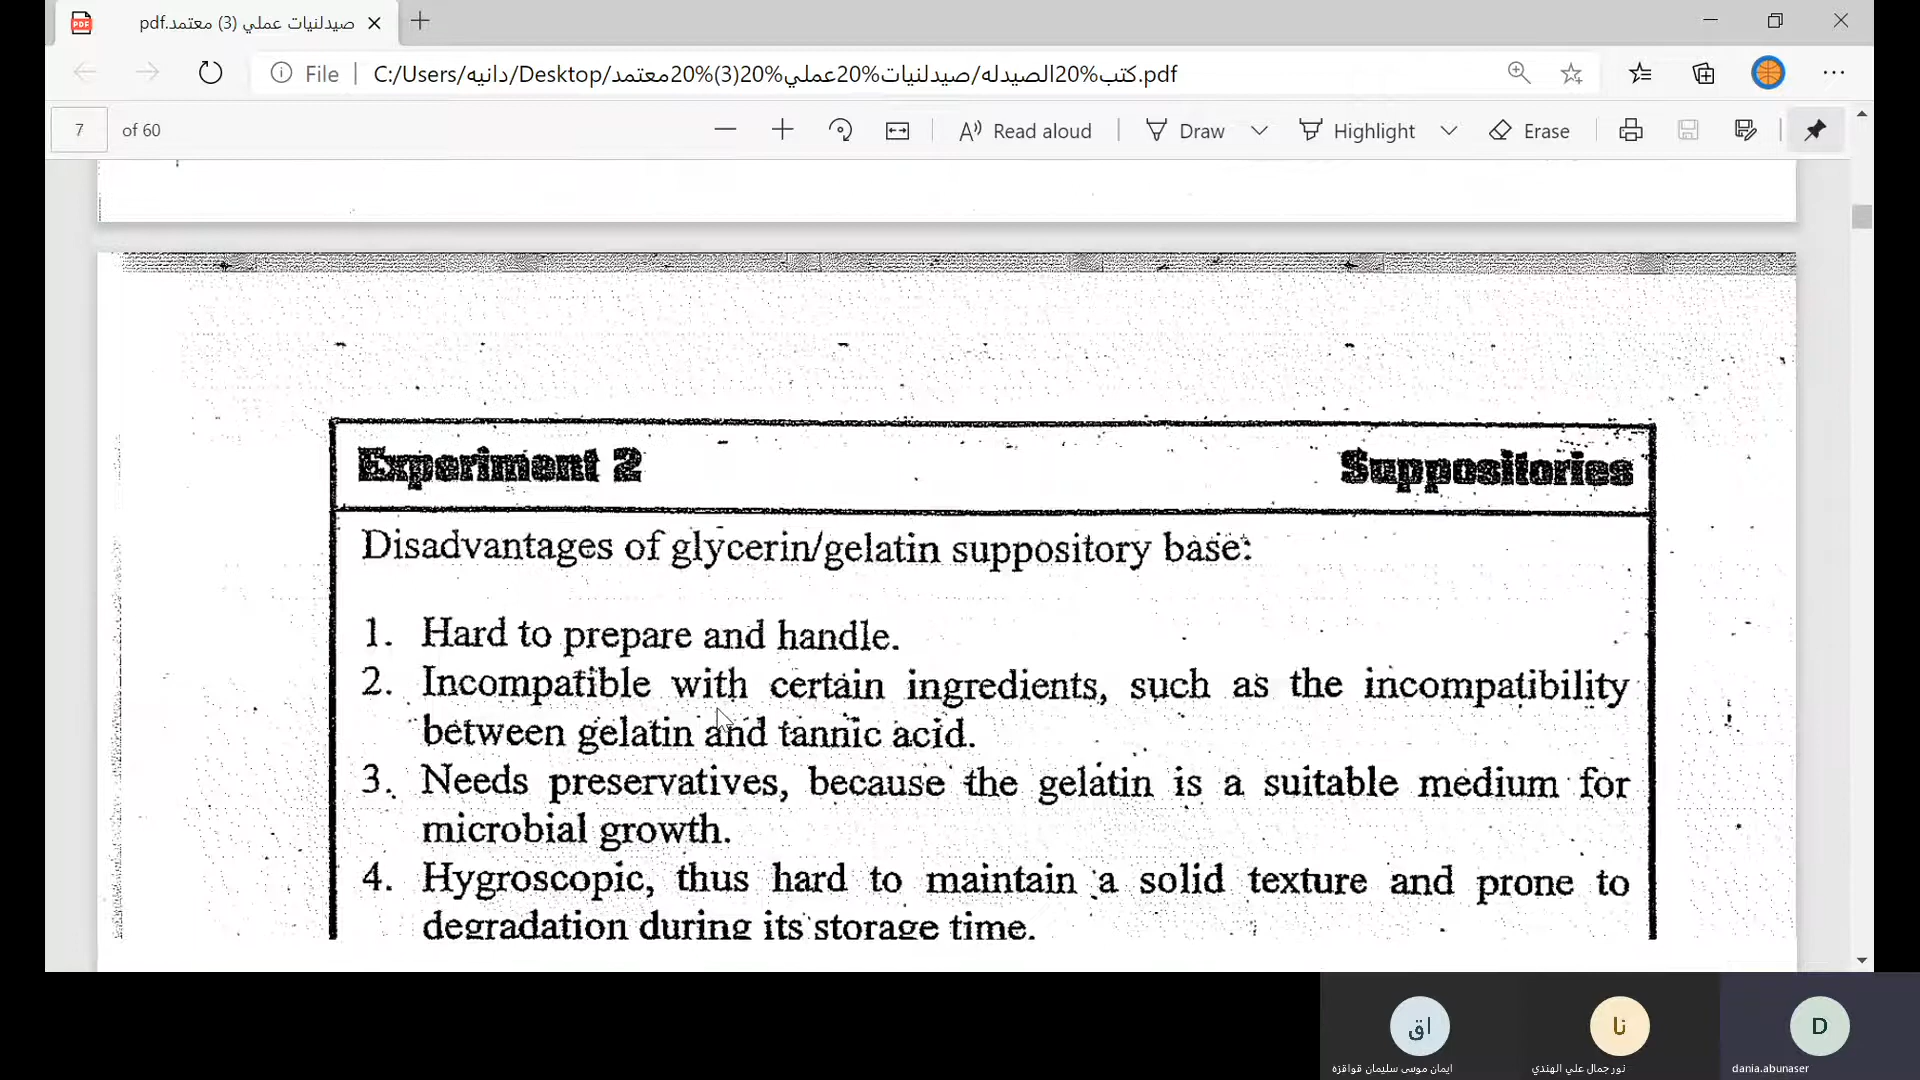 صيدلنيات عملي (3) معتمد.pdf
File
C:/Users/دانيه/Desktop/كتب%20الصيدله/صيدلنيات%20عملي%20(3)%20معتمد.pdf
7 of 60
Read aloud
Draw
Highlight
Erase
Experiment 2
Suppositories
Disadvantages of glycerin/gelatin suppository base:
1. Hard to prepare and handle.
2. Incompatible with certain ingredients, such as the incompatibility
between gelatin and tannic acid.
3. Needs preservatives, because the gelatin is a suitable medium for
microbial growth.
4. Hygroscopic, thus hard to maintain a solid texture and prone to
degradation during its storage time.
اق
نا
D
ايمان موسى سليمان قواقزه
نور جمال علي الهندي
dania.abunaser